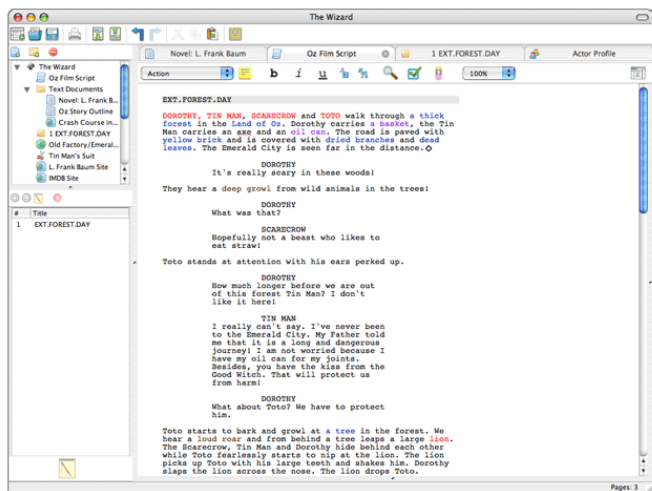 The Wizard
Novel: L. Frank Baum
Oz Film Script
1 EXT.FOREST.DAY
Actor Profile
The Wizard
Oz Film Script
Text Documents
Novel: L. Frank B...
Oz Story Outline
Crash Course in...
1 EXT.FOREST.DAY
Old Factory/Emeral...
Tin Man's Suit
L. Frank Baum Site
IMDB Site
# Title
1 EXT.FOREST.DAY
Action
b i u
100%
EXT.FOREST.DAY
DOROTHY, TIN MAN, SCARECROW and TOTO walk through a thick
forest in the Land of Oz. Dorothy carries a basket, the Tin
Man carries an axe and an oil can. The road is paved with
yellow brick and is covered with dried branches and dead
leaves. The Emerald City is seen far in the distance.
DOROTHY
It's really scary in these woods!
They hear a deep growl from wild animals in the trees!
DOROTHY
What was that?
SCARECROW
Hopefully not a beast who likes to
eat straw!
Toto stands at attention with his ears perked up.
DOROTHY
How much longer before we are out
of this forest Tin Man? I don't
like it here!
TIN MAN
I really can't say. I've never been
to the Emerald City. My Father told
me that it is a long and dangerous
journey! I am not worried because I
have my oil can for my joints.
Besides, you have the kiss from the
Good Witch. That will protect us
from harm!
DOROTHY
What about Toto? We have to protect
him.
Toto starts to bark and growl at a tree in the forest. We
hear a loud roar and from behind a tree leaps a large lion.
The Scarecrow, Tin Man and Dorothy hide behind each other
while Toto fearlessly starts to nip at the lion. The lion
picks up Toto with his large teeth and shakes him. Dorothy
slaps the lion across the nose. The lion drops Toto.
Pages: 3